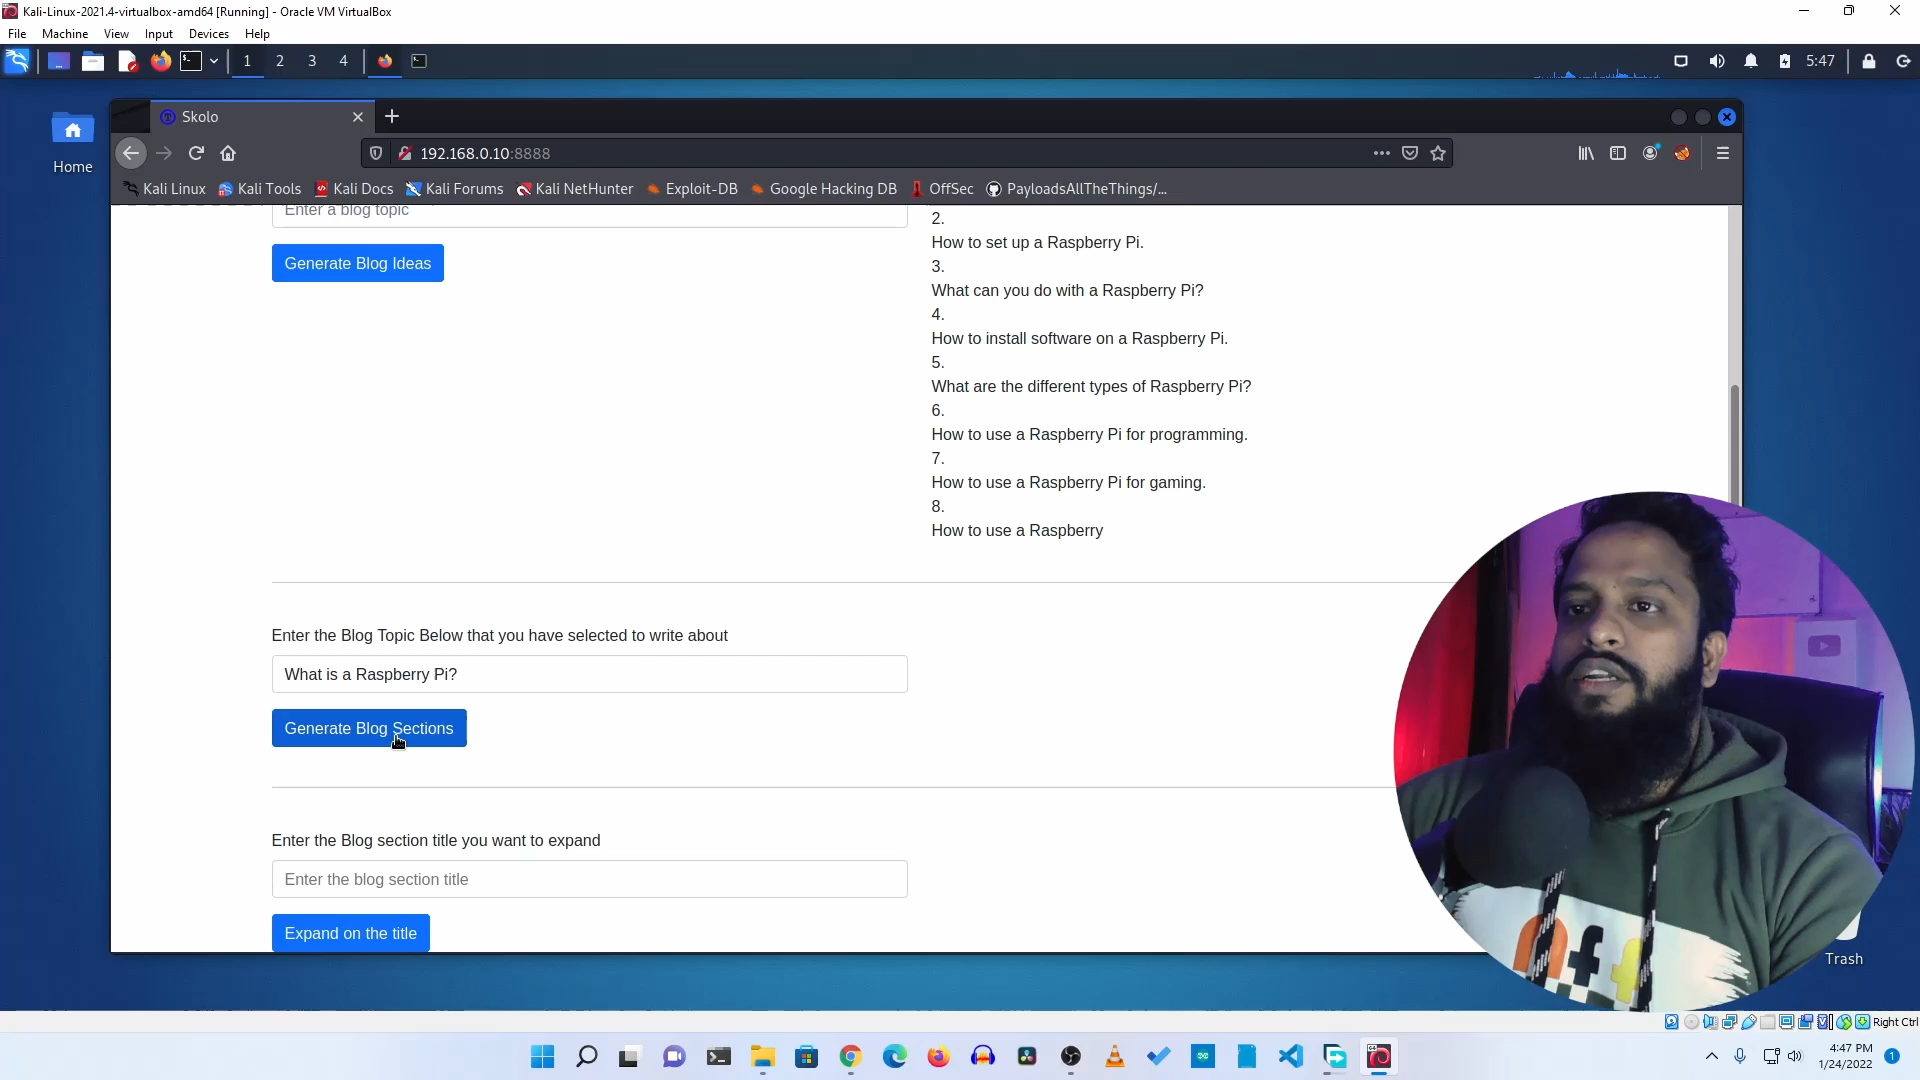 Kali-Linux-2021.4-virtualbox-amd64 [Running] - Oracle VM VirtualBox
File Machine View Input Devices Help
1 2 3 4 5:47
Home
Skolo
192.168.0.10:8888
Kali Linux Kali Tools Kali Docs Kali Forums Kali NetHunter Exploit-DB Google Hacking DB OffSec PayloadsAllTheThings/...
Enter a blog topic
Generate Blog Ideas
2.
How to set up a Raspberry Pi.
3.
What can you do with a Raspberry Pi?
4.
How to install software on a Raspberry Pi.
5.
What are the different types of Raspberry Pi?
6.
How to use a Raspberry Pi for programming.
7.
How to use a Raspberry Pi for gaming.
8.
How to use a Raspberry
Enter the Blog Topic Below that you have selected to write about
What is a Raspberry Pi?
Generate Blog Sections
Enter the Blog section title you want to expand
Enter the blog section title
Expand on the title
Trash
Right Ctrl
4:47 PM
1/24/2022
1